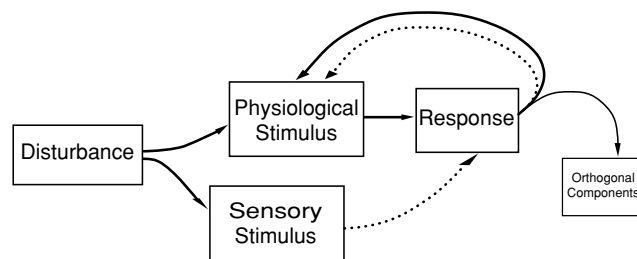 Physiological
Stimulus
Response
Disturbance
Orthogonal
Components
Sensory
Stimulus